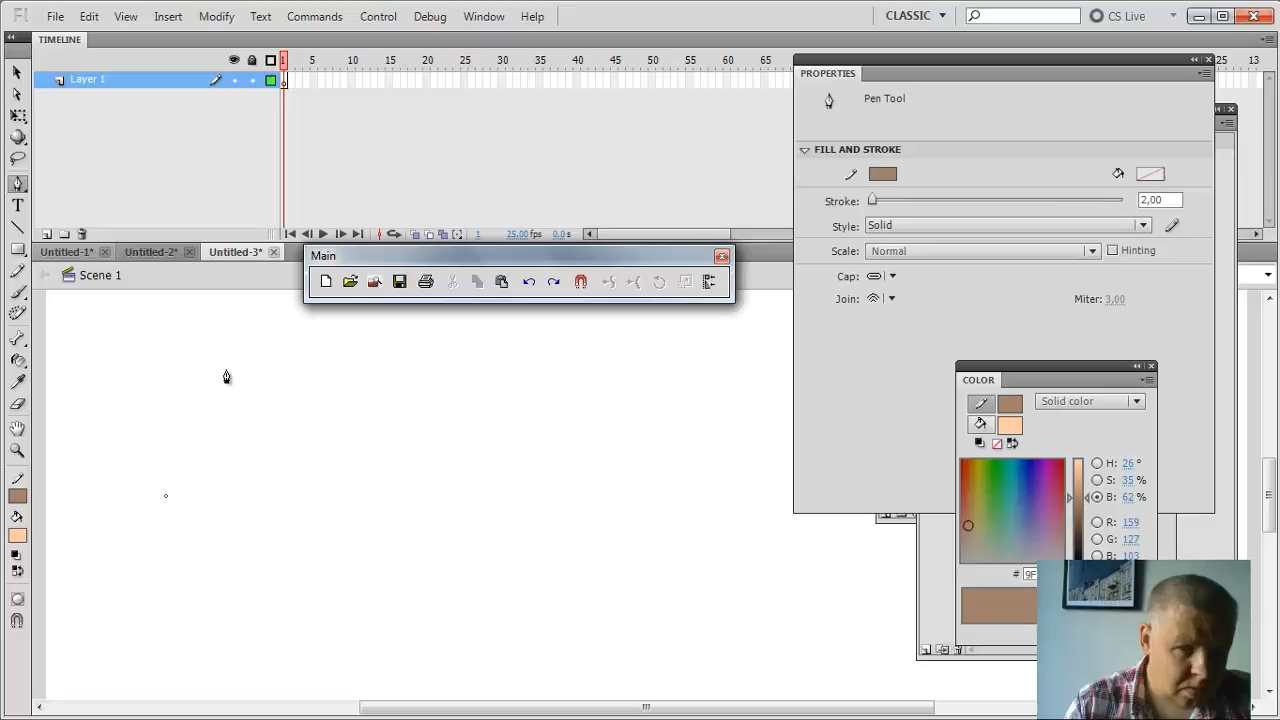 Fl File Edit View Insert Modify Text Commands Control Debug Window Help CLASSIC CS Live
TIMELINE
1 5 10 15 20 25 30 35 40 45 50 55 60 65 13
Layer 1
PROPERTIES
Pen Tool
FILL AND STROKE
Stroke: 2,00
Style: Solid
Scale: Normal Hinting
Cap:
Join: Miter: 3,00
1 25.00 fps 0.0 s
Untitled-1* Untitled-2* Untitled-3*
Main
Scene 1
COLOR
Solid color
H: 26 °
S: 35 %
B: 62 %
R: 159
G: 127
B: 103
# 9F